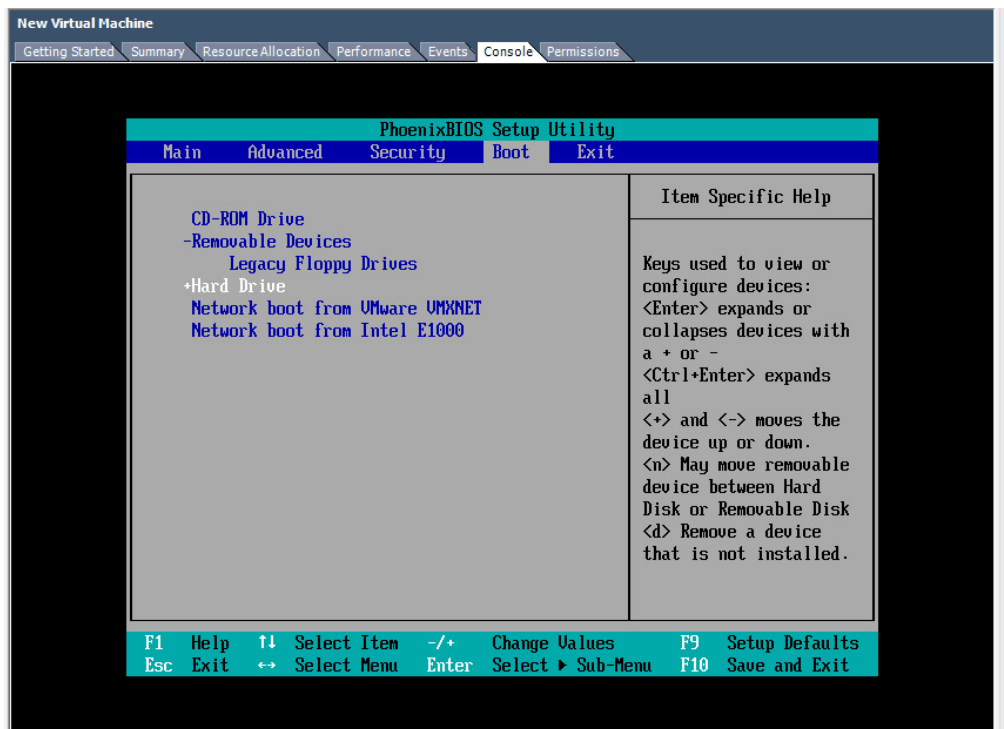 New Virtual Machine
Getting Started Summary Resource Allocation Performance Events Console Permissions
PhoenixBIOS Setup Utility
Main Advanced Security Boot Exit
CD-ROM Drive
-Removable Devices
Legacy Floppy Drives
+Hard Drive
Network boot from VMware VMXNET
Network boot from Intel E1000
Item Specific Help
Keys used to view or
configure devices:
<Enter> expands or
collapses devices with
a + or -
<Ctrl+Enter> expands
all
<+> and <-> moves the
device up or down.
<n> May move removable
device between Hard
Disk or Removable Disk
<d> Remove a device
that is not installed.
F1 Help ↑↓ Select Item -/+ Change Values F9 Setup Defaults
Esc Exit ↔ Select Menu Enter Select ▶ Sub-Menu F10 Save and Exit